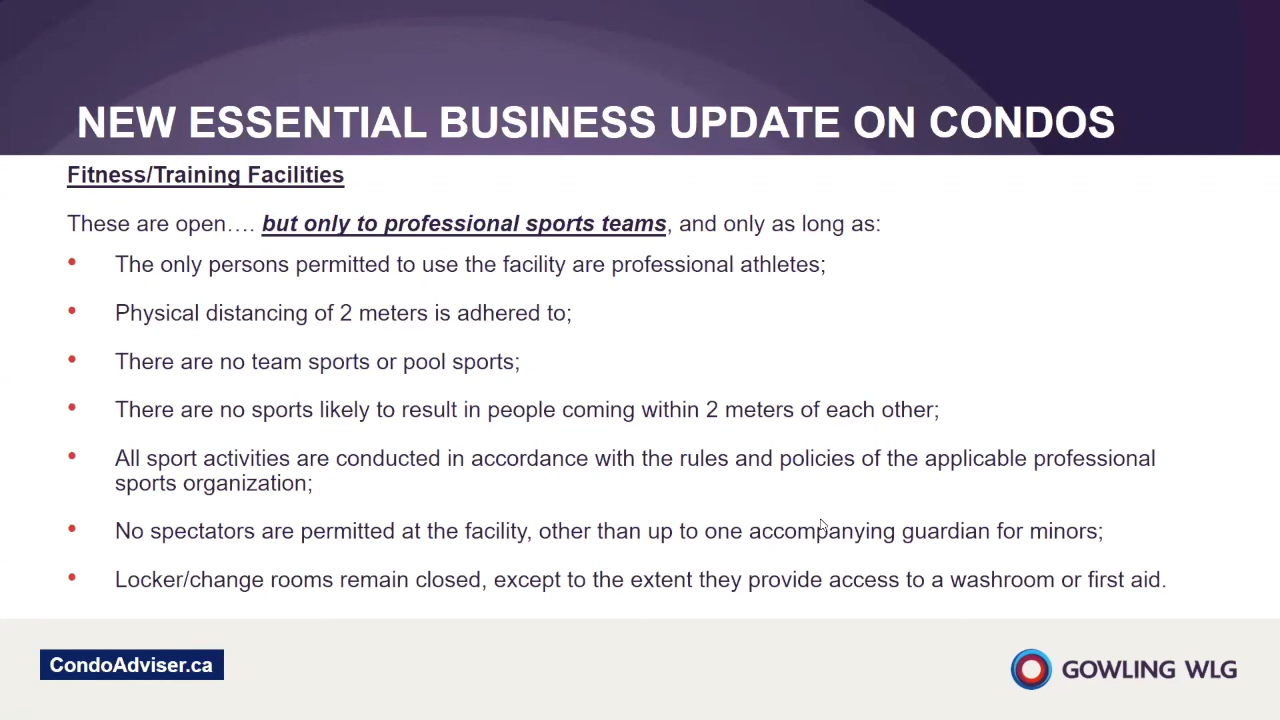 NEW ESSENTIAL BUSINESS UPDATE ON CONDOS
Fitness/Training Facilities
These are open…. but only to professional sports teams, and only as long as:
• The only persons permitted to use the facility are professional athletes;
• Physical distancing of 2 meters is adhered to;
• There are no team sports or pool sports;
• There are no sports likely to result in people coming within 2 meters of each other;
• All sport activities are conducted in accordance with the rules and policies of the applicable professional
sports organization;
• No spectators are permitted at the facility, other than up to one accompanying guardian for minors;
• Locker/change rooms remain closed, except to the extent they provide access to a washroom or first aid.
CondoAdviser.ca
GOWLING WLG